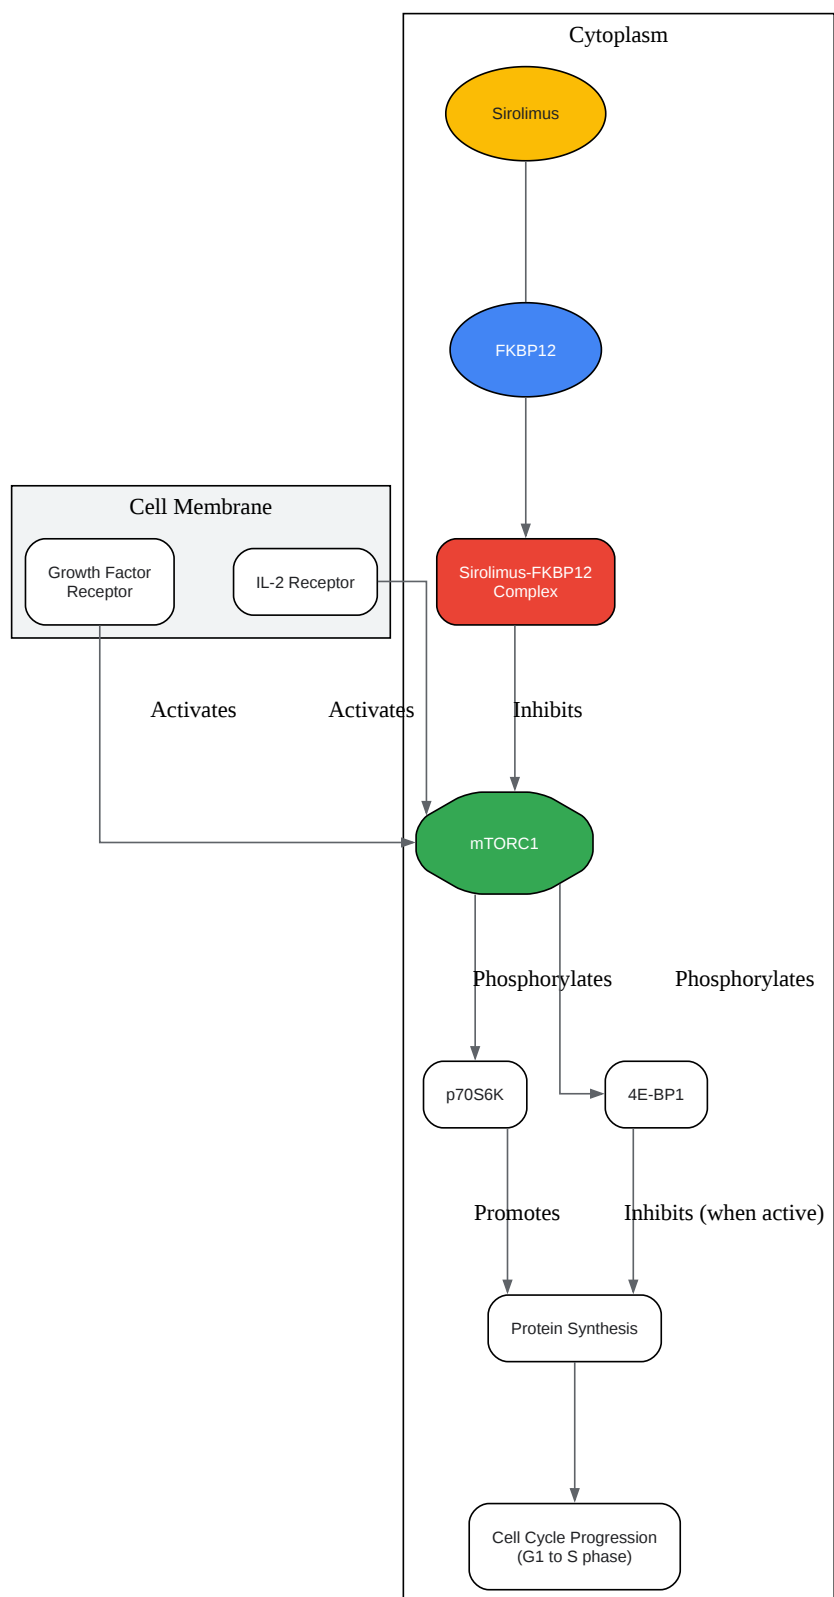 Cytoplasm
Sirolimus
FKBP12
Cell Membrane
Growth Factor
Receptor
IL-2 Receptor
Sirolimus-FKBP12
Complex
Activates
Activates
Inhibits
mTORC1
Phosphorylates
Phosphorylates
p70S6K
4E-BP1
Promotes
Inhibits (when active)
Protein Synthesis
Cell Cycle Progression
(G1 to S phase)